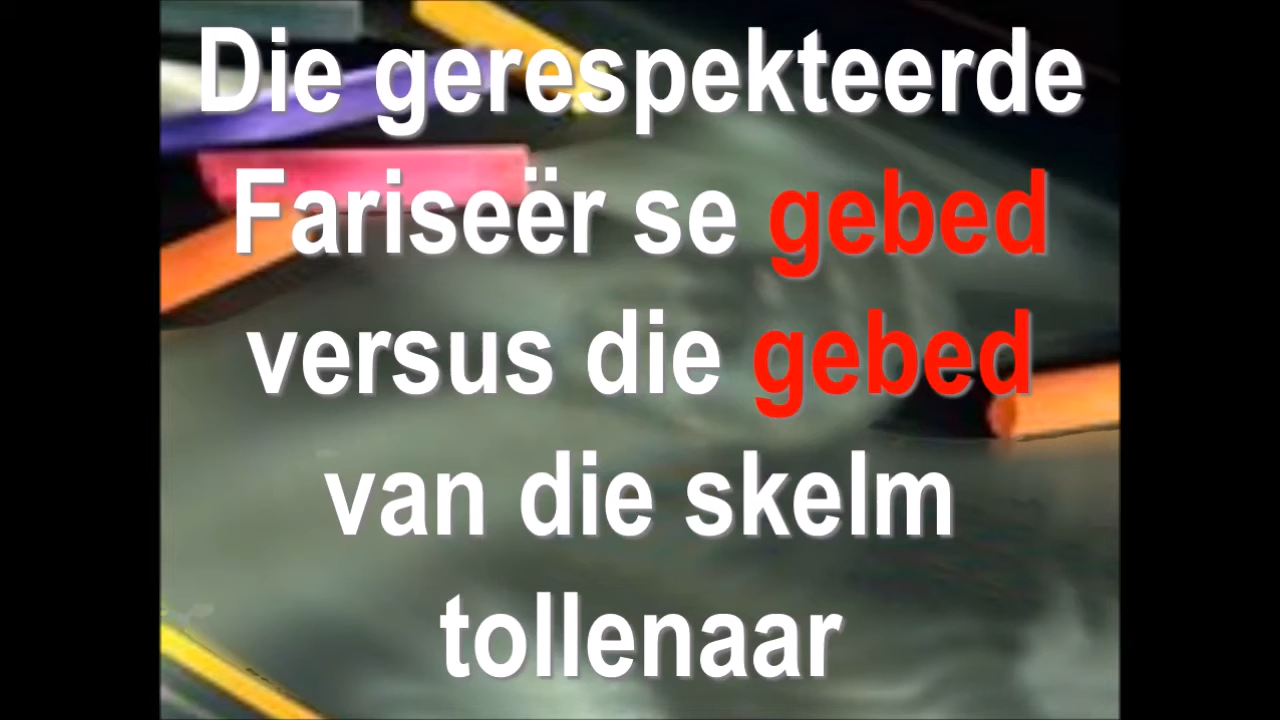 Die gerespekteerde
Fariseër se gebed
versus die gebed
van die skelm
tollenaar